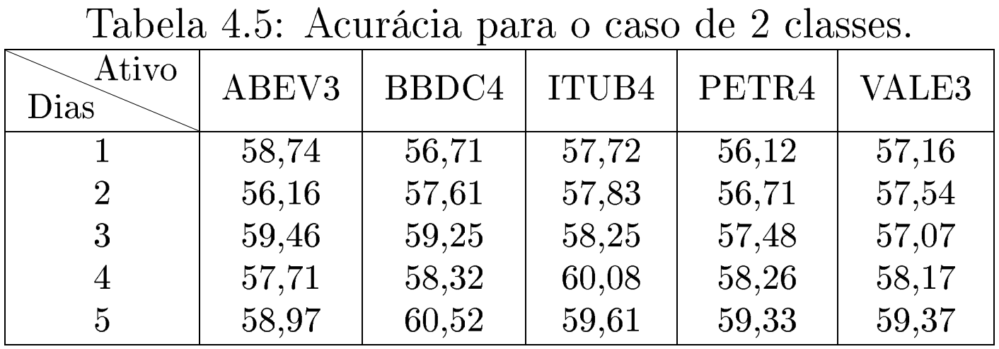 Tabela 4.5: Acurácia para o caso de 2 classes.
Ativo
Dias ABEV3 BBDC4 ITUB4 PETR4 VALE3
1 58,74 56,71 57,72 56,12 57,16
2 56,16 57,61 57,83 56,71 57,54
3 59,46 59,25 58,25 57,48 57,07
4 57,71 58,32 60,08 58,26 58,17
5 58,97 60,52 59,61 59,33 59,37